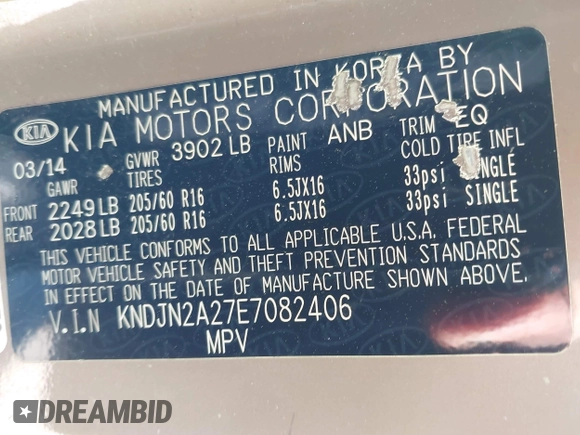 MANUFACTURED IN KOREA BY
KIA KIA MOTORS CORPORATION
03/14 GVWR 3902 LB PAINT ANB TRIM EQ
GAWR TIRES RIMS COLD TIRE INFL
FRONT 2249 LB 205/60 R16 6.5JX16 33psi SINGLE
REAR 2028 LB 205/60 R16 6.5JX16 33psi SINGLE
THIS VEHICLE CONFORMS TO ALL APPLICABLE U.S.A. FEDERAL
MOTOR VEHICLE SAFETY AND THEFT PREVENTION STANDARDS
IN EFFECT ON THE DATE OF MANUFACTURE SHOWN ABOVE.
V.I.N KNDJN2A27E7082406
MPV
DREAMBID